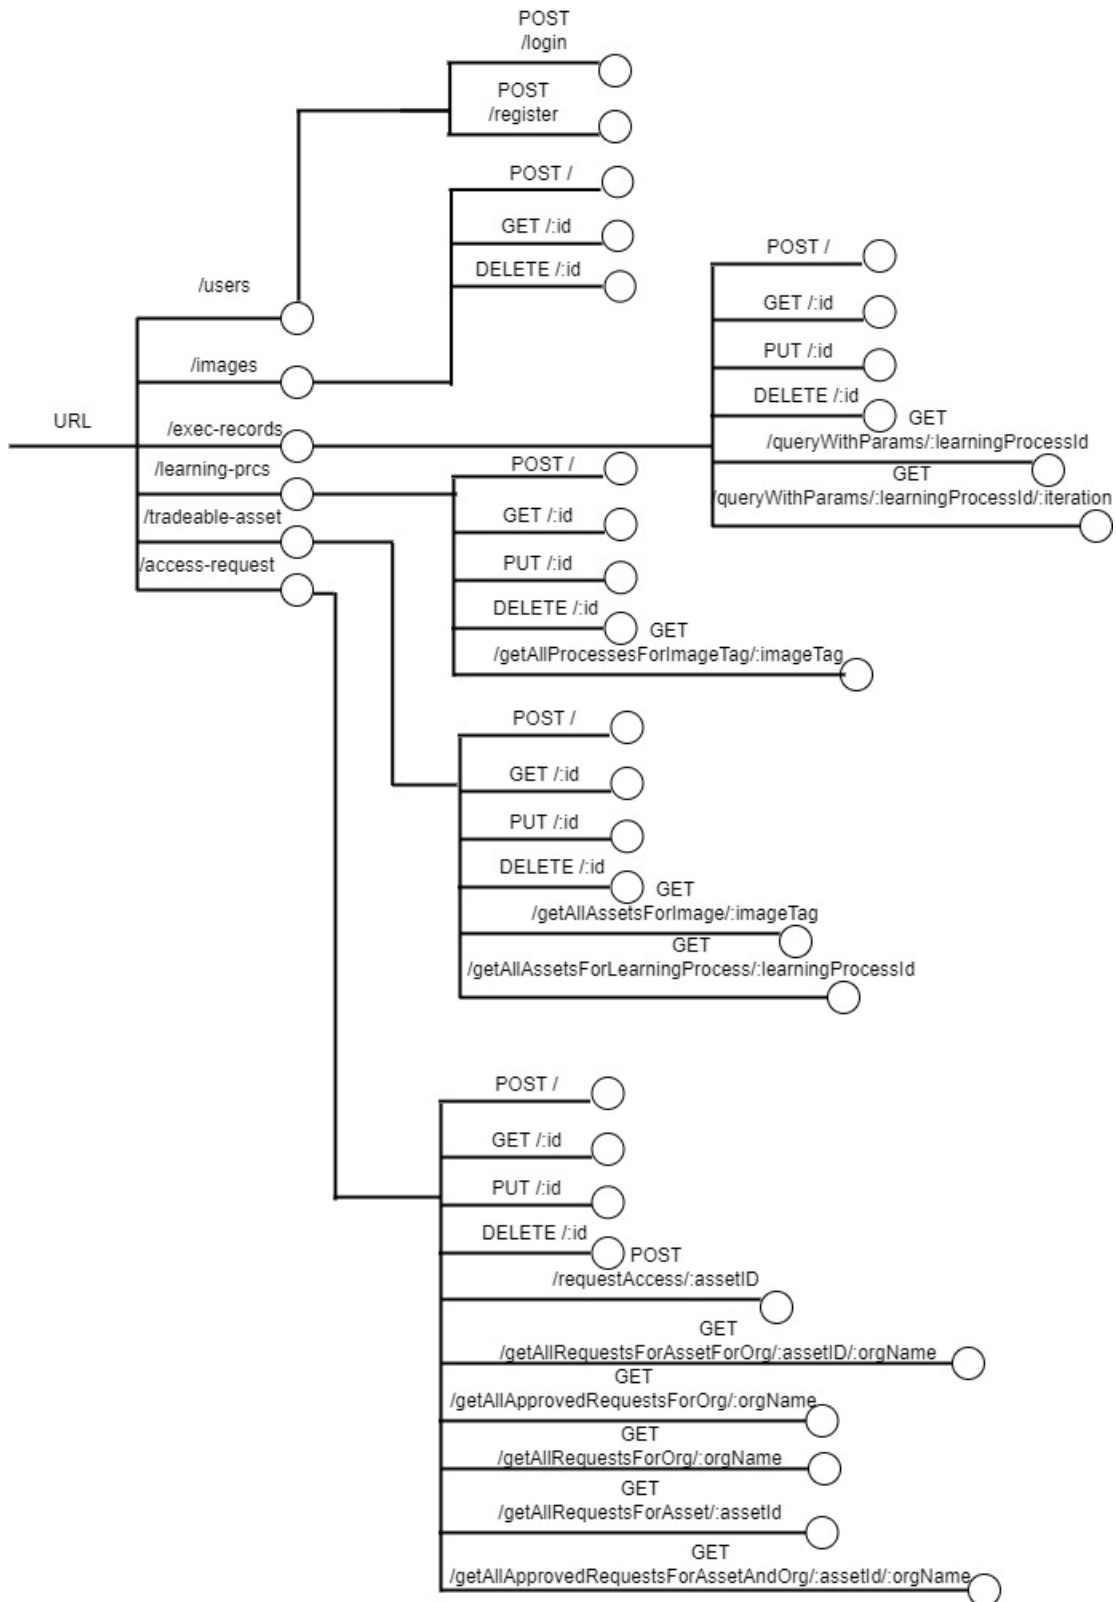 POST
/login
POST
/register
POST /
GET /:id
DELETE /:id
/users
/images
URL
/exec-records
/learning-prcs
/tradeable-asset
/access-request
POST /
GET /:id
PUT /:id
DELETE /:id
GET
/queryWithParams/:learningProcessId
GET
/queryWithParams/:learningProcessId/:iteration
POST /
GET /:id
PUT /:id
DELETE /:id
GET
/getAllProcessesForImageTag/:imageTag
POST /
GET /:id
PUT /:id
DELETE /:id
GET
/getAllAssetsForImage/:imageTag
GET
/getAllAssetsForLearningProcess/:learningProcessId
POST /
GET /:id
PUT /:id
DELETE /:id
POST
/requestAccess/:assetID
GET
/getAllRequestsForAssetForOrg/:assetID/:orgName
GET
/getAllApprovedRequestsForOrg/:orgName
GET
/getAllRequestsForOrg/:orgName
GET
/getAllRequestsForAsset/:assetId
GET
/getAllApprovedRequestsForAssetAndOrg/:assetId/:orgName